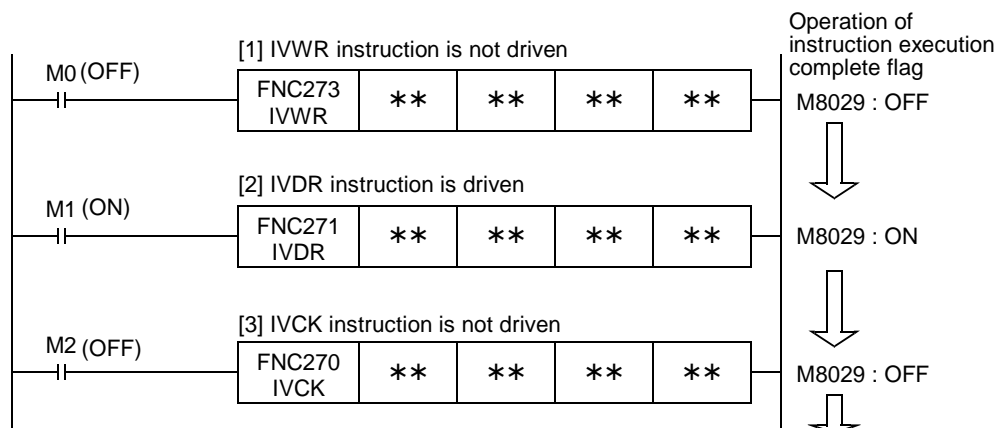 Operation of
instruction execution
complete flag
[1] IVWR instruction is not driven
M0 (OFF)
FNC273 ** ** ** ** M8029 : OFF
IVWR
[2] IVDR instruction is driven
M1 (ON)
FNC271 ** ** ** ** M8029 : ON
IVDR
[3] IVCK instruction is not driven
M2 (OFF)
FNC270 ** ** ** ** M8029 : OFF
IVCK